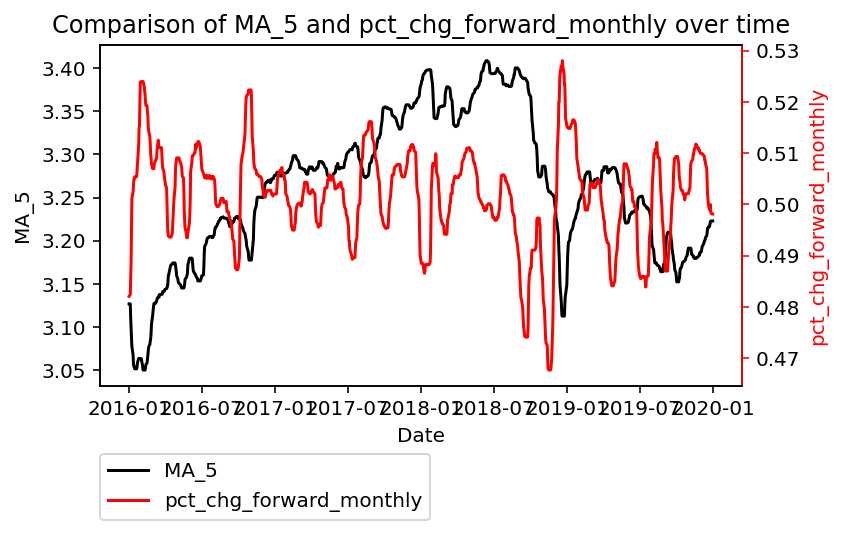 Comparison of MA_5 and pct_chg_forward_monthly over time
3.40
3.35
3.30
3.25
3.20
3.15
3.10
3.05
MA_5
0.53
0.52
0.51
0.50
0.49
0.48
0.47
pct_chg_forward_monthly
2016-01 2016-07 2017-01 2017-07 2018-01 2018-07 2019-01 2019-07 2020-01
Date
MA_5
pct_chg_forward_monthly